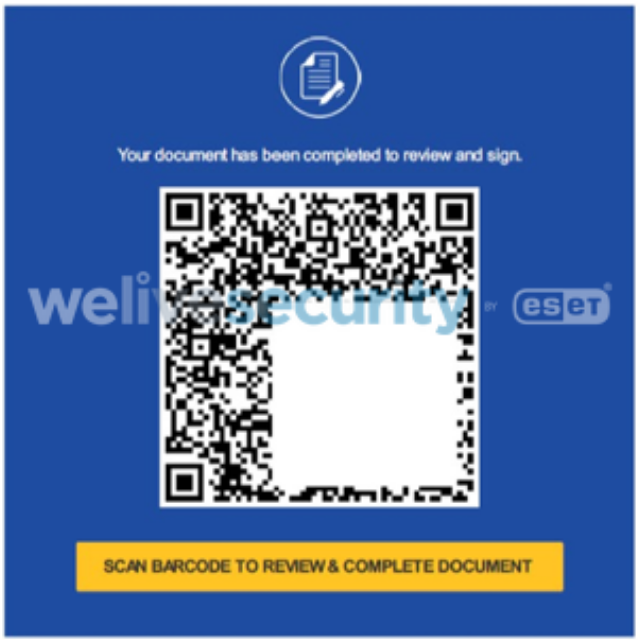 Your document has been completed to review and sign.
welivesecurity BY eseT
SCAN BARCODE TO REVIEW & COMPLETE DOCUMENT